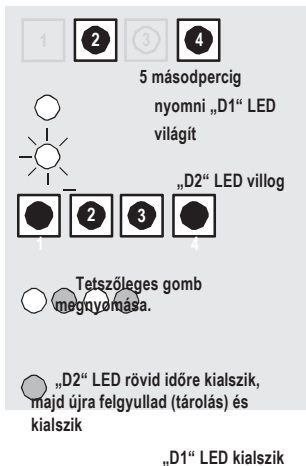 1 2 3 4
5 másodpercig
nyomni „D1“ LED
világít
„D2“ LED villog
2 3
1 4
Tetszőleges gomb
megnyomása.
„D2“ LED rövid időre kialszik,
majd újra felgyullad (tárolás) és
kialszik
„D1“ LED kialszik